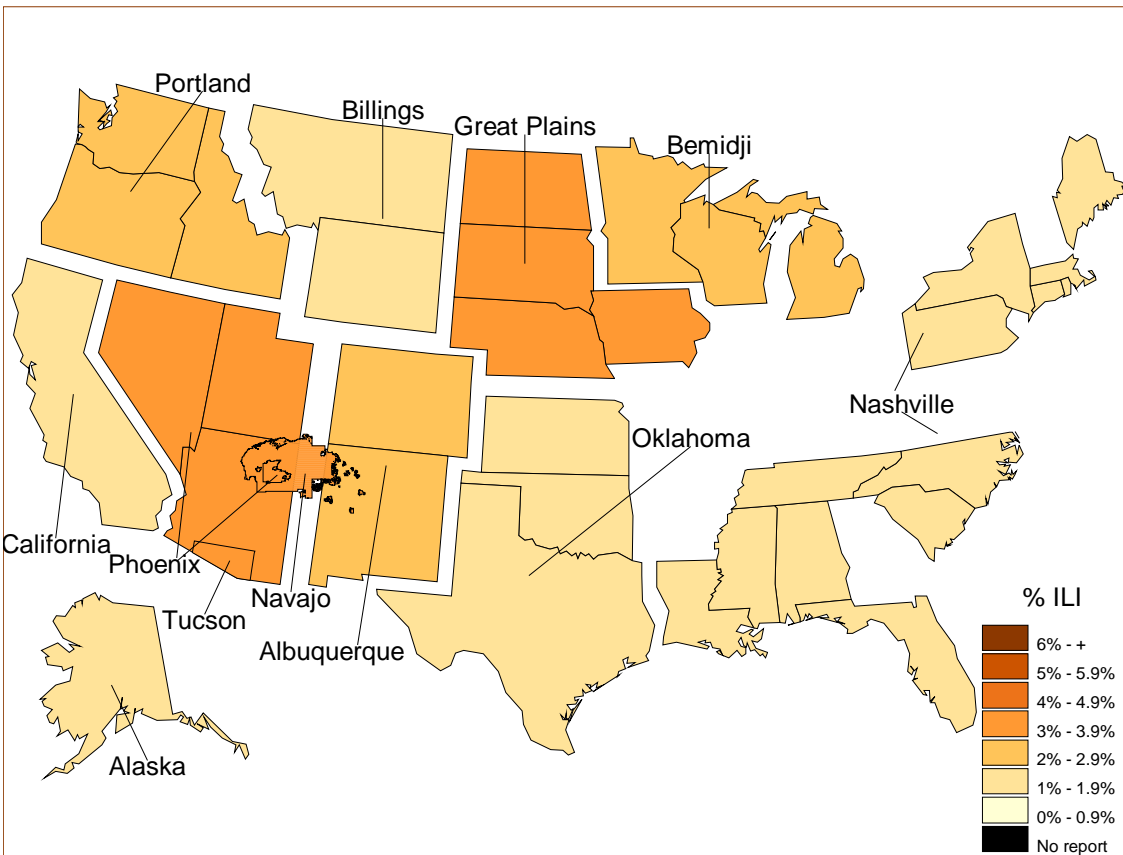 Portland
Billings
Great Plains
Bemidji
Nashville
Oklahoma
California
Phoenix
Tucson
Navajo
Albuquerque
Alaska
% ILI
6% - +
5% - 5.9%
4% - 4.9%
3% - 3.9%
2% - 2.9%
1% - 1.9%
0% - 0.9%
No report